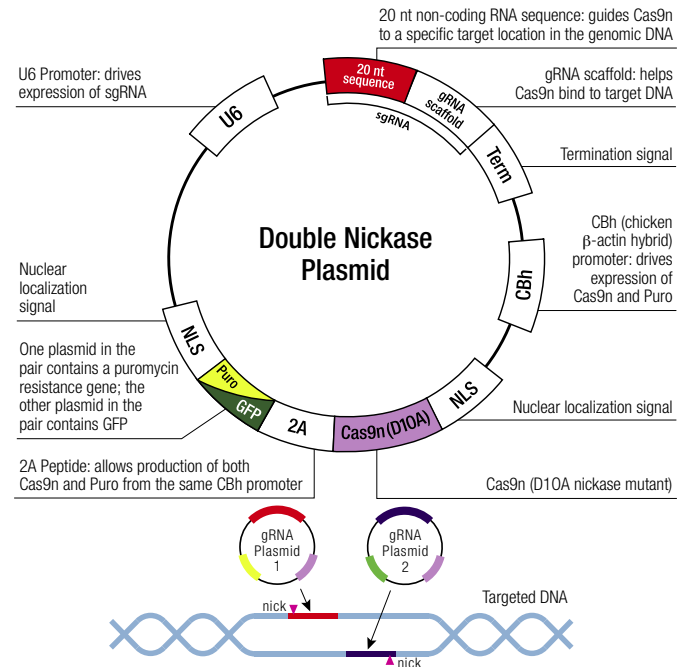 20 nt non-coding RNA sequence: guides Cas9n
to a specific target location in the genomic DNA
U6 Promoter: drives
expression of sgRNA
gRNA scaffold: helps
Cas9n bind to target DNA
20 nt
sequence
gRNA
scaffold
sgRNA
U6
Term
Termination signal
Double Nickase
Plasmid
CBh (chicken
β-actin hybrid)
promoter: drives
expression of
Cas9n and Puro
CBh
Nuclear
localization
signal
NLS
One plasmid in the
pair contains a puromycin
resistance gene; the
other plasmid in the
pair contains GFP
Puro
GFP
2A
Cas9n (D10A)
NLS
Nuclear localization signal
2A Peptide: allows production of both
Cas9n and Puro from the same CBh promoter
Cas9n (D10A nickase mutant)
gRNA
Plasmid
1
gRNA
Plasmid
2
Targeted DNA
nick
nick